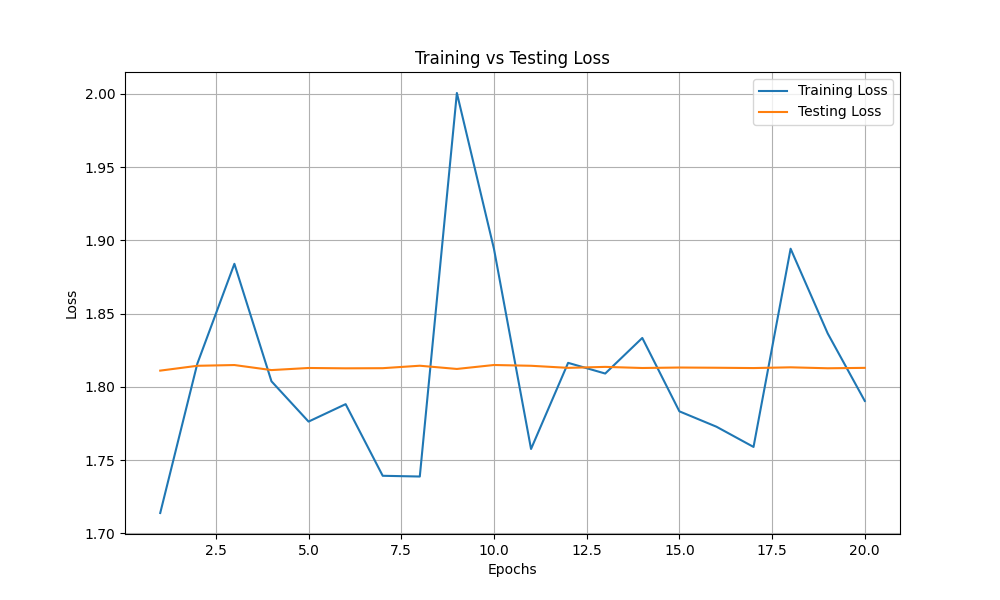 Training vs Testing Loss
Training Loss
Testing Loss
2.00
1.95
1.90
1.85
1.80
1.75
1.70
Loss
2.5 5.0 7.5 10.0 12.5 15.0 17.5 20.0
Epochs